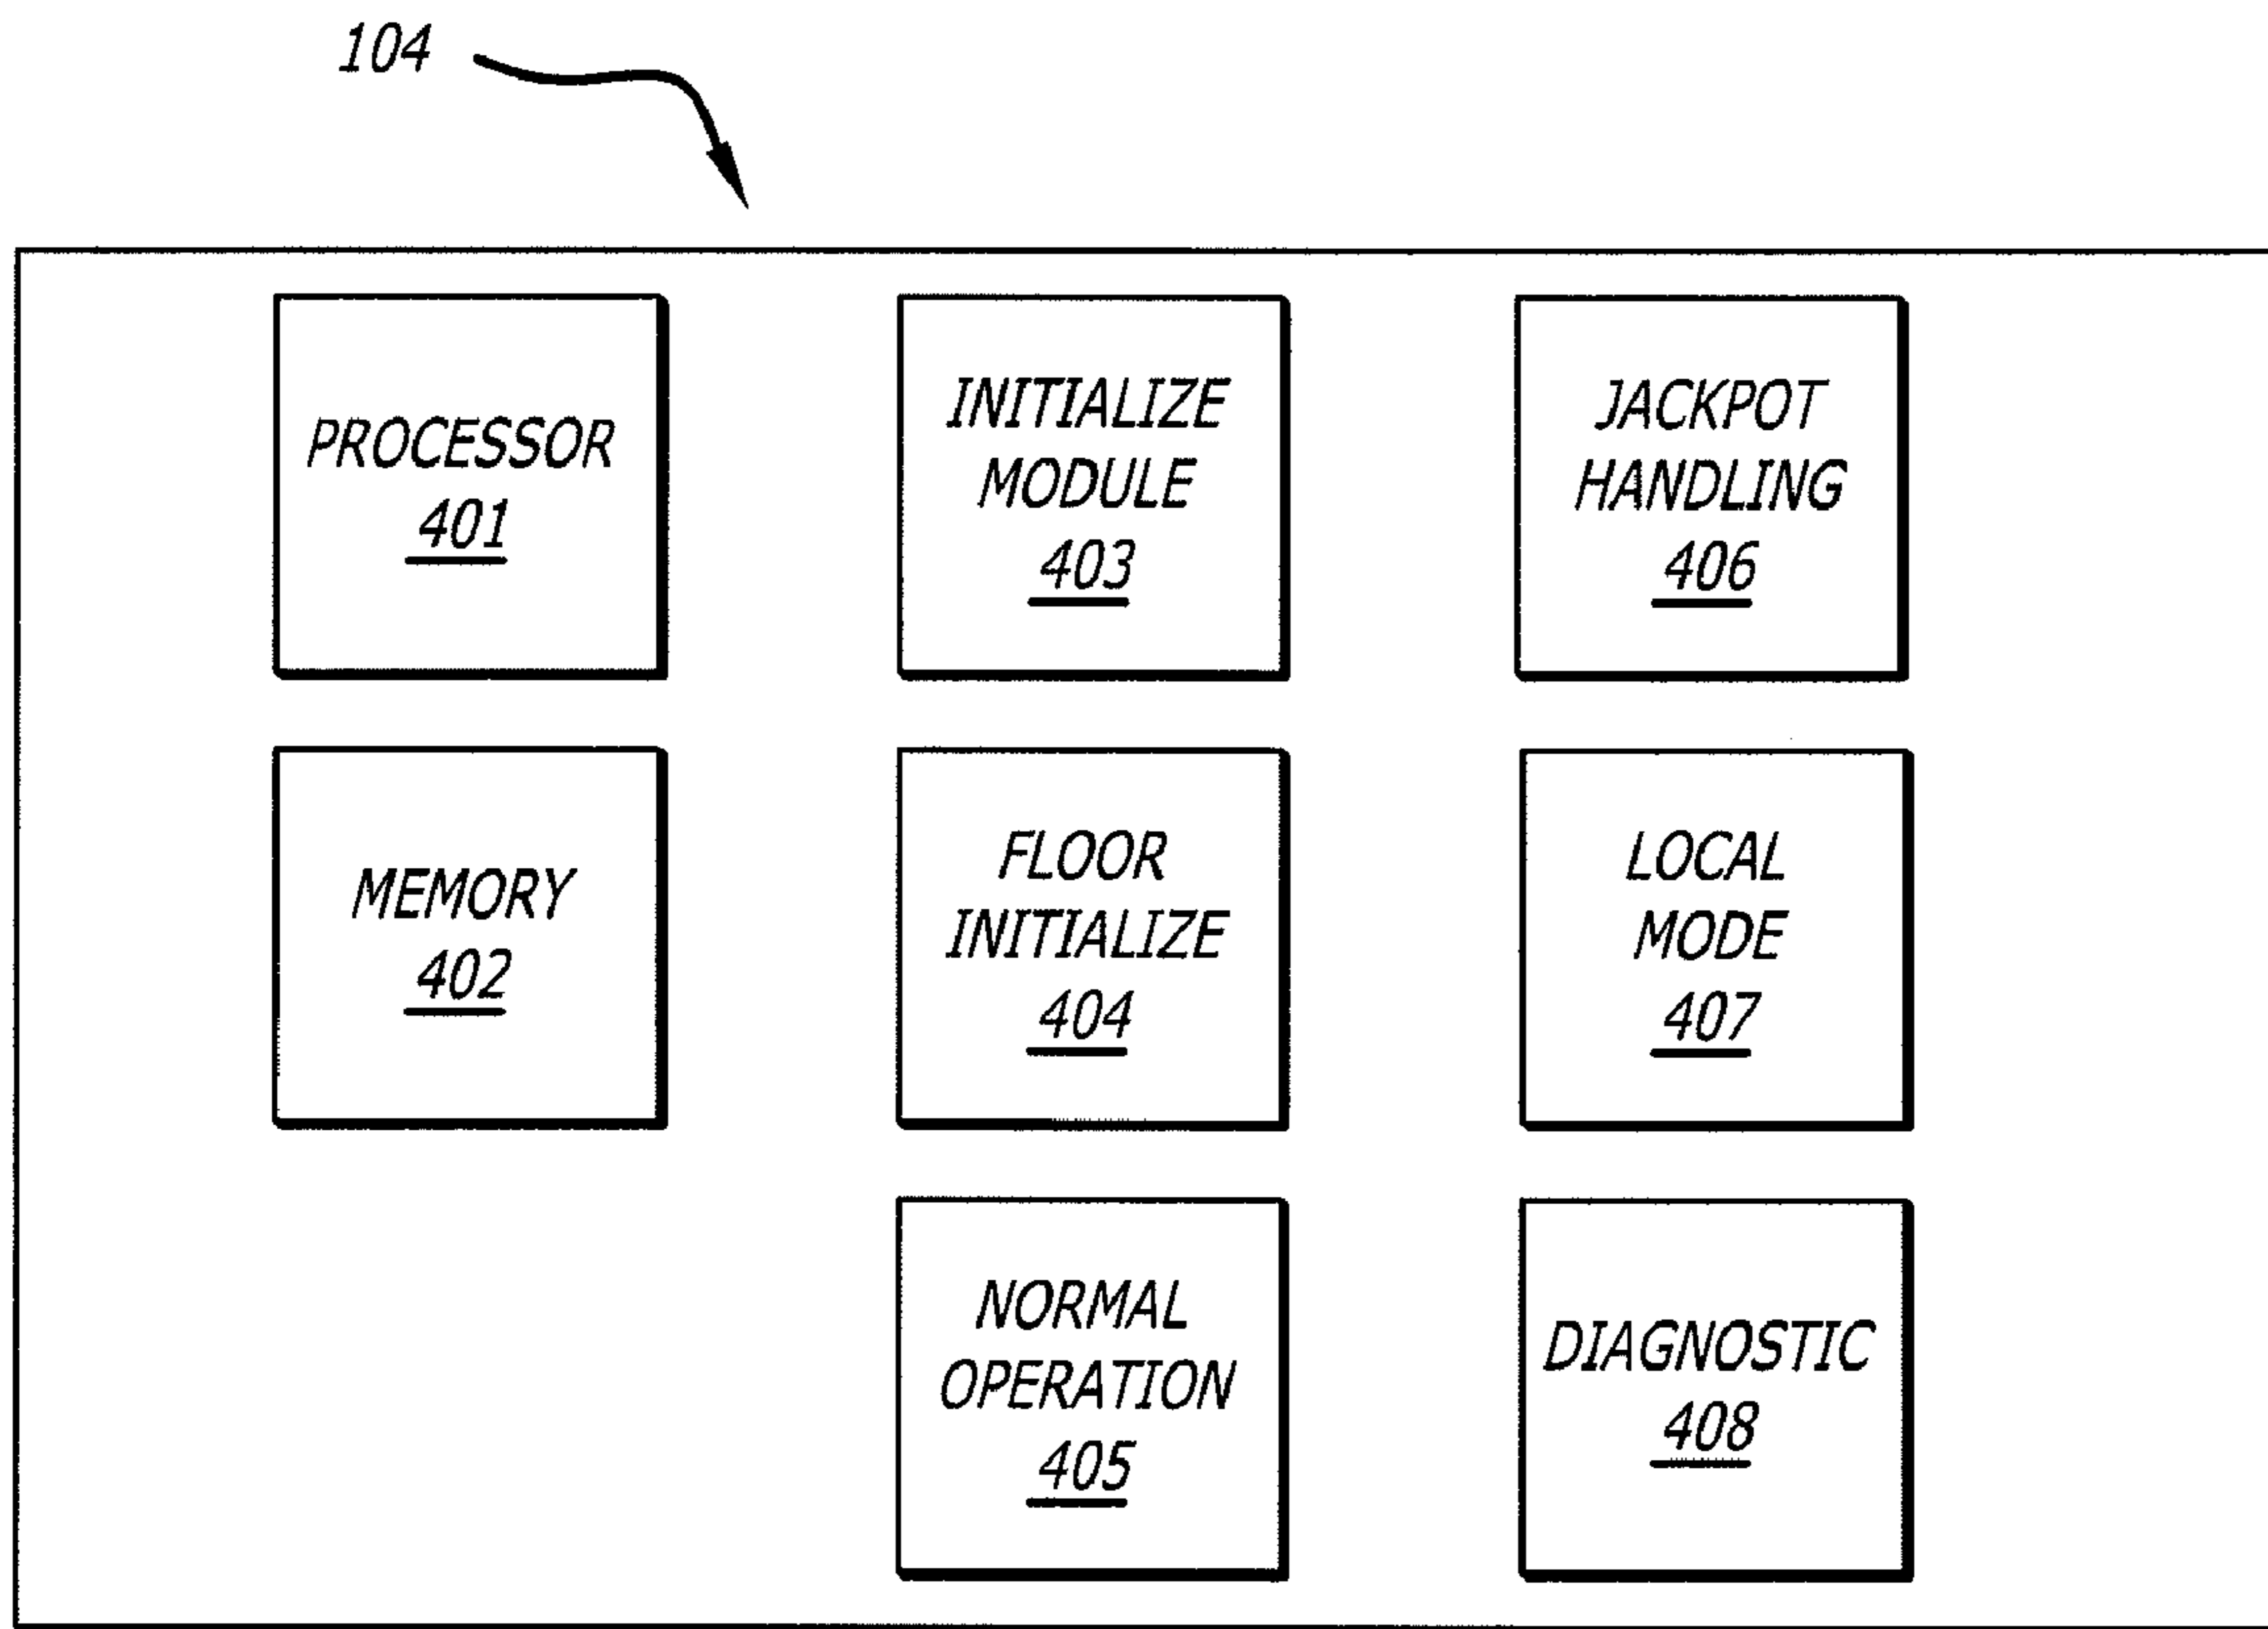 104
PROCESSOR
401
INITIALIZE
MODULE
403
JACKPOT
HANDLING
406
MEMORY
402
FLOOR
INITIALIZE
404
LOCAL
MODE
407
NORMAL
OPERATION
405
DIAGNOSTIC
408